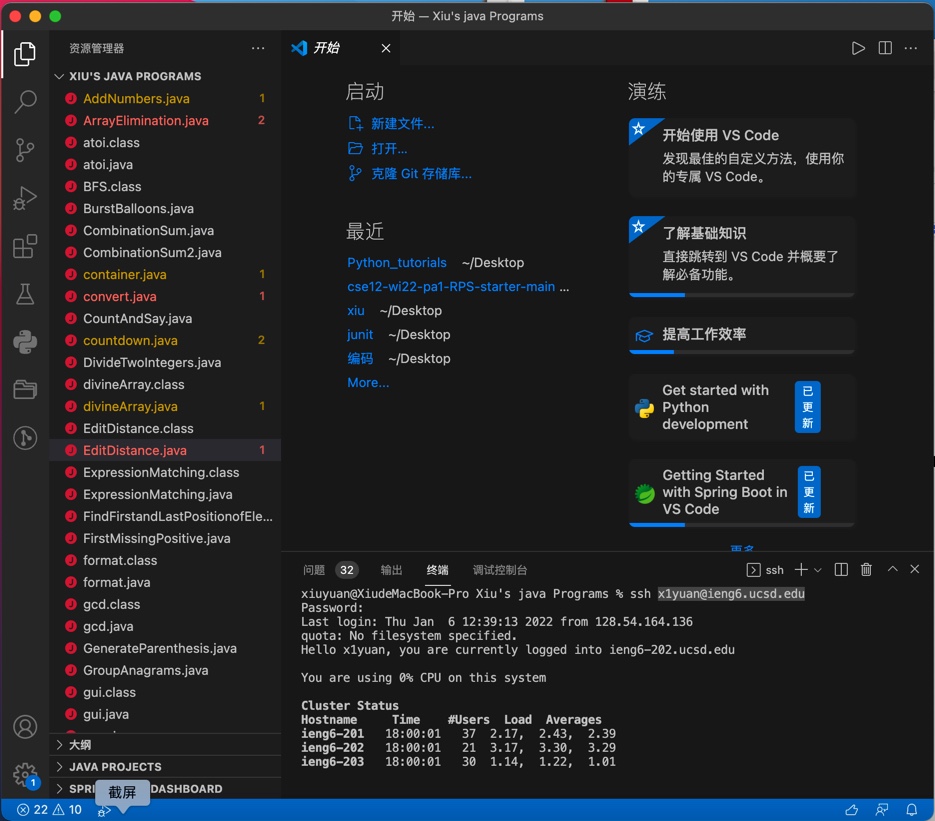 开始 — Xiu's java Programs
资源管理器
XIU'S JAVA PROGRAMS
AddNumbers.java 1
ArrayElimination.java 2
atoi.class
atoi.java
BFS.class
BurstBalloons.java
CombinationSum.java
CombinationSum2.java
container.java 1
convert.java 1
CountAndSay.java
countdown.java 2
DivideTwoIntegers.java
divineArray.class
divineArray.java 1
EditDistance.class
EditDistance.java 1
ExpressionMatching.class
ExpressionMatching.java
FindFirstandLastPositionofEle...
FirstMissingPositive.java
format.class
format.java
gcd.class
gcd.java
GenerateParenthesis.java
GroupAnagrams.java
gui.class
gui.java
大纲
JAVA PROJECTS
SPRI DASHBOARD
截屏
1
22 10
开始
启动
新建文件...
打开...
克隆 Git 存储库...
最近
Python_tutorials ~/Desktop
cse12-wi22-pa1-RPS-starter-main ...
xiu ~/Desktop
junit ~/Desktop
编码 ~/Desktop
More...
演练
开始使用 VS Code
发现最佳的自定义方法，使用你
的专属 VS Code。
了解基础知识
直接跳转到 VS Code 并概要了
解必备功能。
提高工作效率
Get started with
Python
development
已
更
新
Getting Started
with Spring Boot in
VS Code
已
更
新
更多
问题 32 输出 终端 调试控制台
ssh
xiuyuan@XiudeMacBook-Pro Xiu's java Programs % ssh x1yuan@ieng6.ucsd.edu
Password:
Last login: Thu Jan  6 12:39:13 2022 from 128.54.164.136
quota: No filesystem specified.
Hello x1yuan, you are currently logged into ieng6-202.ucsd.edu
You are using 0% CPU on this system
Cluster Status
Hostname Time #Users Load Averages
ieng6-201 18:00:01 37 2.17, 2.43, 2.39
ieng6-202 18:00:01 21 3.17, 3.30, 3.29
ieng6-203 18:00:01 30 1.14, 1.22, 1.01